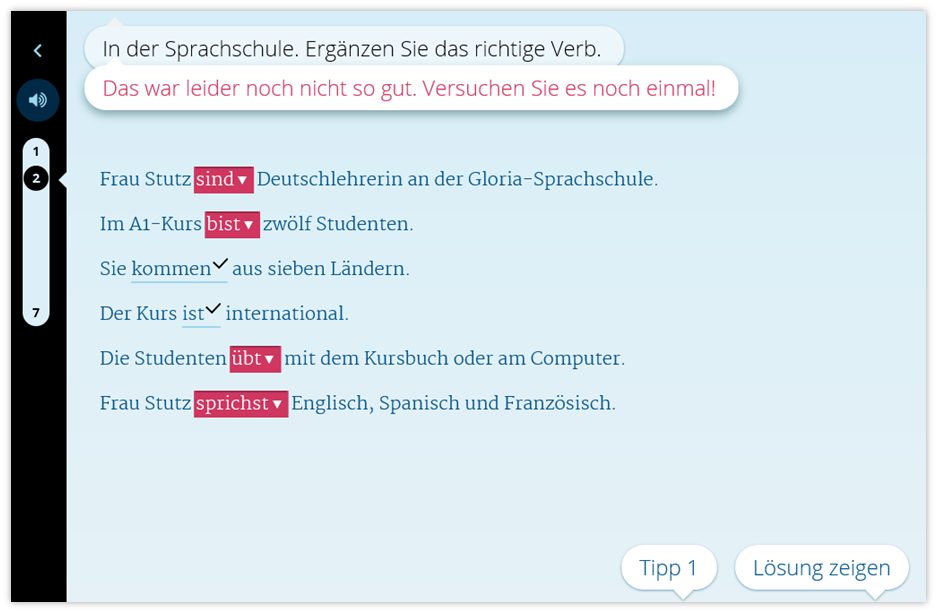 In der Sprachschule. Ergänzen Sie das richtige Verb.
Das war leider noch nicht so gut. Versuchen Sie es noch einmal!
1
2
7
Frau Stutz sind Deutschlehrerin an der Gloria-Sprachschule.
Im A1-Kurs bist zwölf Studenten.
Sie kommen aus sieben Ländern.
Der Kurs ist international.
Die Studenten übt mit dem Kursbuch oder am Computer.
Frau Stutz sprichst Englisch, Spanisch und Französisch.
Tipp 1
Lösung zeigen